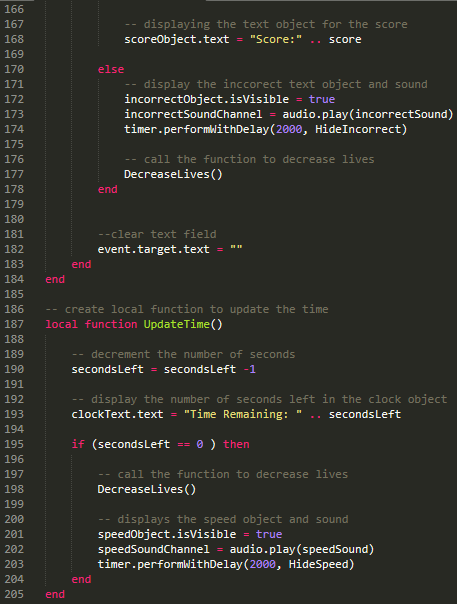 166
167 -- displaying the text object for the score
168 scoreObject.text = "Score:" .. score
169
170 else
171 -- display the inccorect text object and sound
172 incorrectObject.isVisible = true
173 incorrectSoundChannel = audio.play(incorrectSound)
174 timer.performWithDelay(2000, HideIncorrect)
175
176 -- call the function to decrease lives
177 DecreaseLives()
178 end
179
180
181 --clear text field
182 event.target.text = ""
183 end
184 end
185
186 -- create local function to update the time
187 local function UpdateTime()
188
189 -- decrement the number of seconds
190 secondsLeft = secondsLeft -1
191
192 -- display the number of seconds left in the clock object
193 clockText.text = "Time Remaining: " .. secondsLeft
194
195 if (secondsLeft == 0 ) then
196
197 -- call the function to decrease lives
198 DecreaseLives()
199
200 -- displays the speed object and sound
201 speedObject.isVisible = true
202 speedSoundChannel = audio.play(speedSound)
203 timer.performWithDelay(2000, HideSpeed)
204 end
205 end